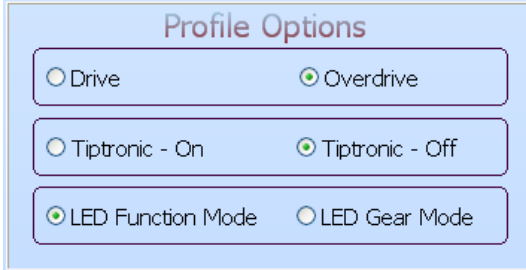 Profile Options
Drive Overdrive
Tiptronic - On Tiptronic - Off
LED Function Mode LED Gear Mode